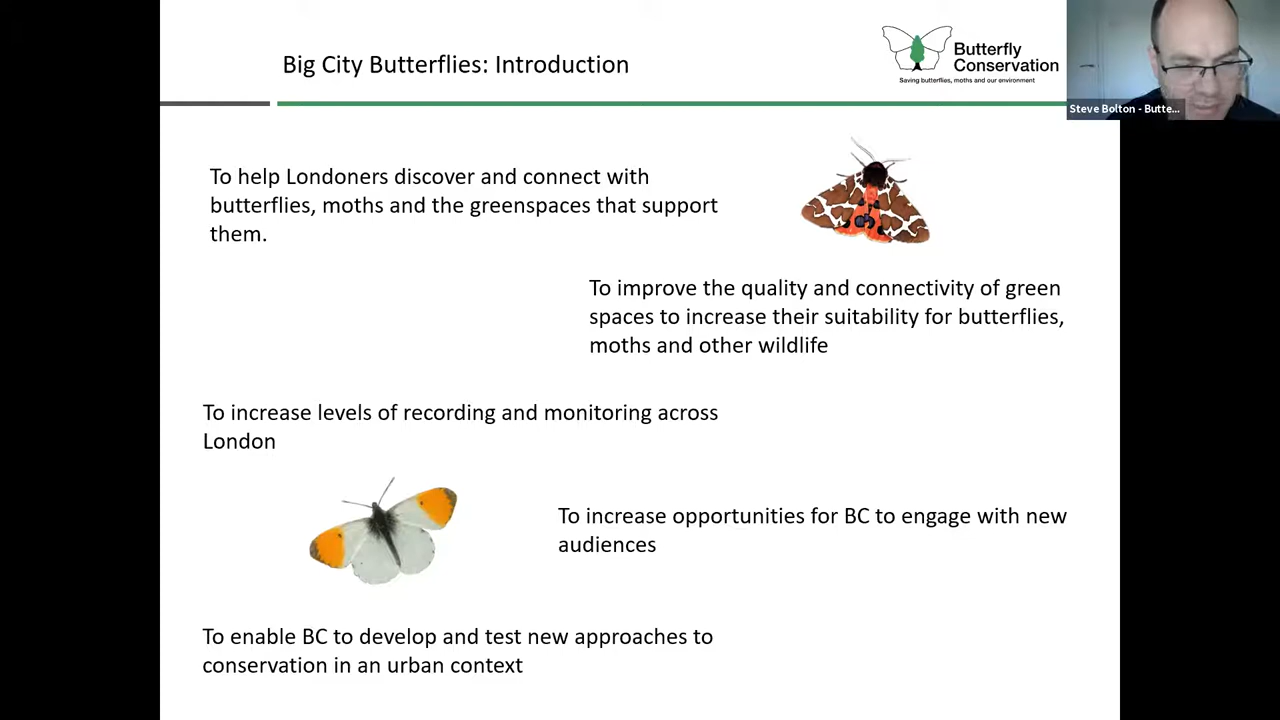 Big City Butterflies: Introduction
Butterfly
Conservation
Saving butterflies, moths and our environment
Steve Bolton - Butte...
To help Londoners discover and connect with
butterflies, moths and the greenspaces that support
them.
To improve the quality and connectivity of green
spaces to increase their suitability for butterflies,
moths and other wildlife
To increase levels of recording and monitoring across
London
To increase opportunities for BC to engage with new
audiences
To enable BC to develop and test new approaches to
conservation in an urban context